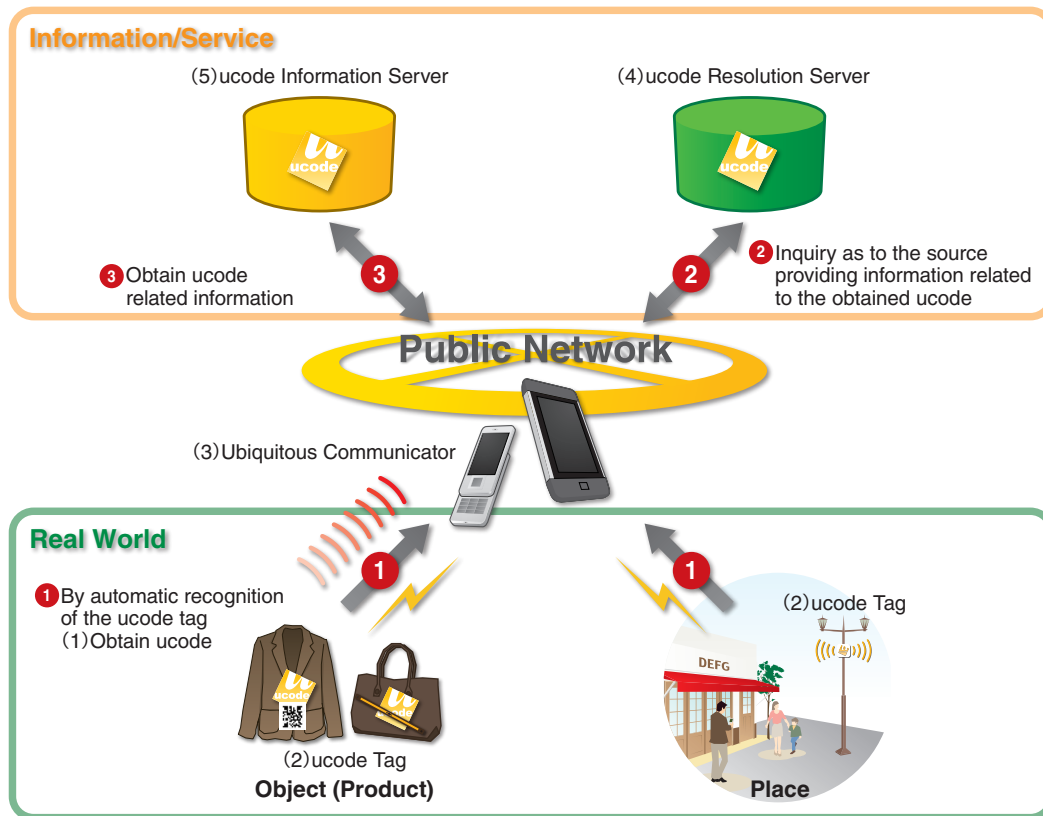 Information/Service
(5)ucode Information Server
(4)ucode Resolution Server
ucode
ucode
3 Obtain ucode
related information
3
2
2 Inquiry as to the source
providing information related
to the obtained ucode
Public Network
(3)Ubiquitous Communicator
Real World
1
1
1 By automatic recognition
of the ucode tag
(1)Obtain ucode
(2)ucode Tag
DEFG
ucode
ucode
(2)ucode Tag
Object (Product)
Place